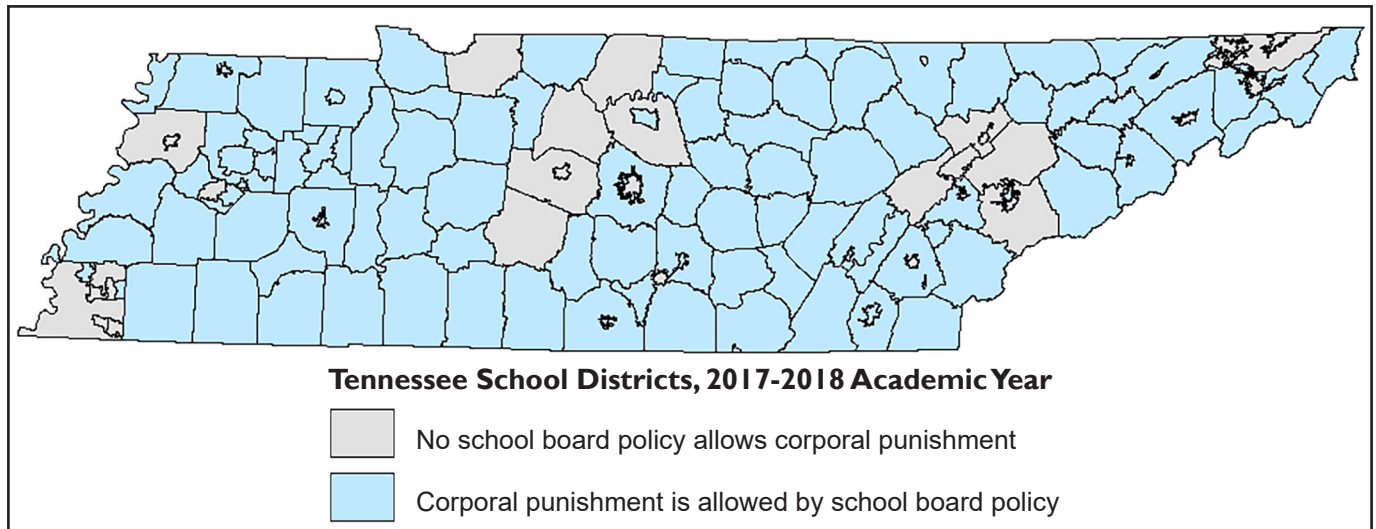 Tennessee School Districts, 2017-2018 Academic Year
No school board policy allows corporal punishment
Corporal punishment is allowed by school board policy